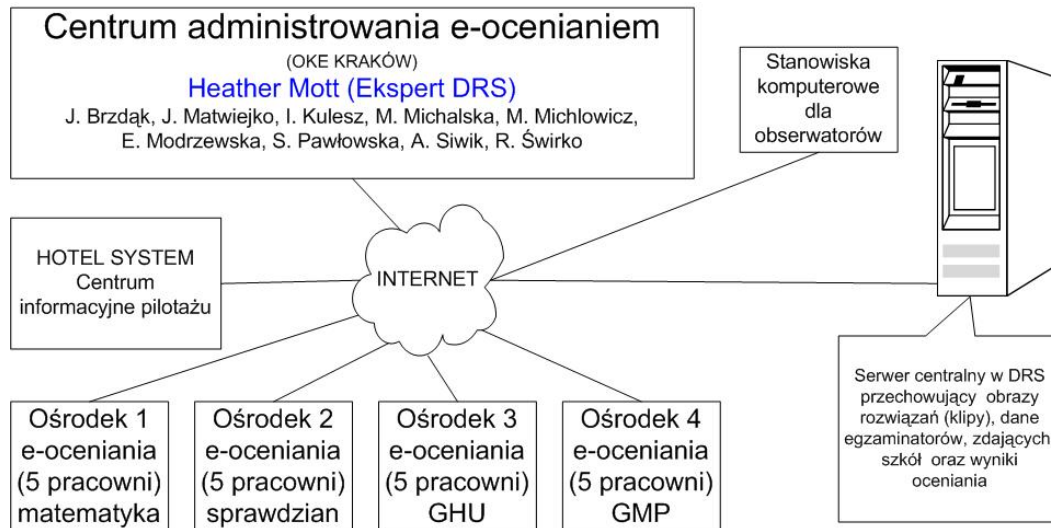 Centrum administrowania e-ocenianiem
(OKE KRAKÓW)
Heather Mott (Ekspert DRS)
J. Brzdąk, J. Matwiejko, I. Kulesz, M. Michalska, M. Michlowicz,
E. Modrzewska, S. Pawłowska, A. Siwik, R. Świrko
Stanowiska
komputerowe
dla
obserwatorów
HOTEL SYSTEM
Centrum
informacyjne pilotażu
INTERNET
Serwer centralny w DRS
przechowujący obrazy
rozwiązań (klipy), dane
egzaminatorów, zdających
szkół oraz wyniki
oceniania
Ośrodek 1
e-oceniania
(5 pracowni)
matematyka
Ośrodek 2
e-oceniania
(5 pracowni)
sprawdzian
Ośrodek 3
e-oceniania
(5 pracowni)
GHU
Ośrodek 4
e-oceniania
(5 pracowni)
GMP